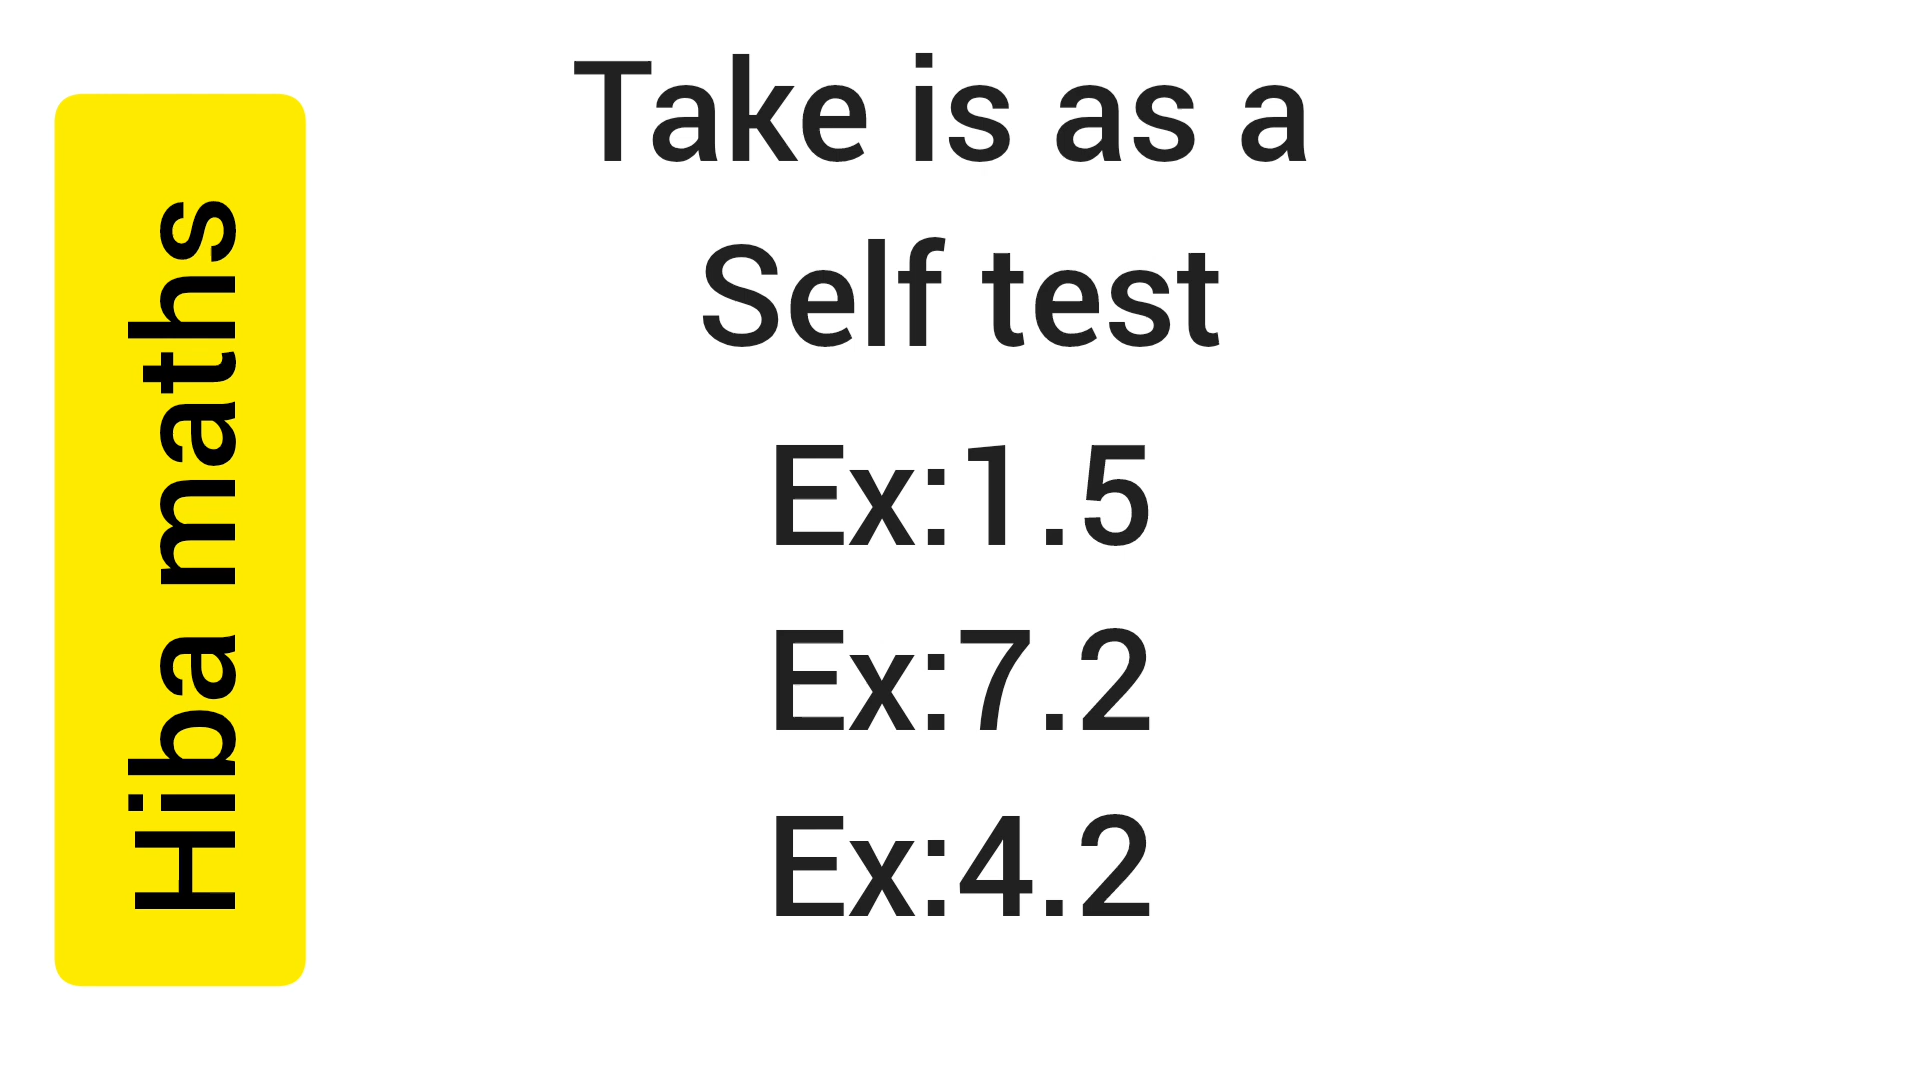 Hiba maths
Take is as a
Self test
Ex:1.5
Ex:7.2
Ex:4.2